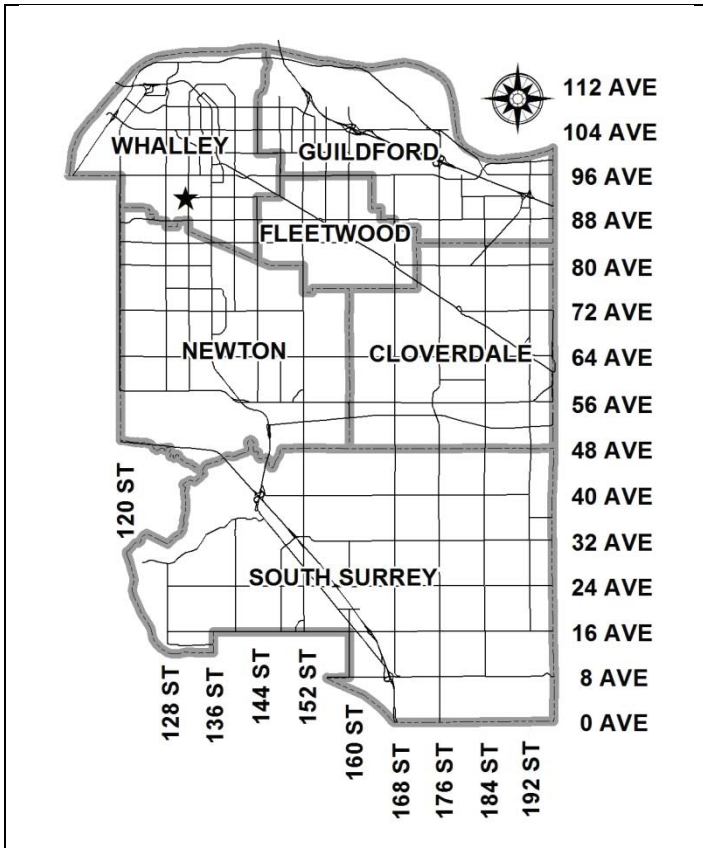 112 AVE
104 AVE
WHALLEY
GUILDFORD
96 AVE
88 AVE
FLEETWOOD
80 AVE
72 AVE
NEWTON
CLOVERDALE
64 AVE
56 AVE
48 AVE
120 ST
40 AVE
32 AVE
SOUTH SURREY
24 AVE
16 AVE
128 ST
136 ST
144 ST
152 ST
160 ST
8 AVE
0 AVE
168 ST
176 ST
184 ST
192 ST